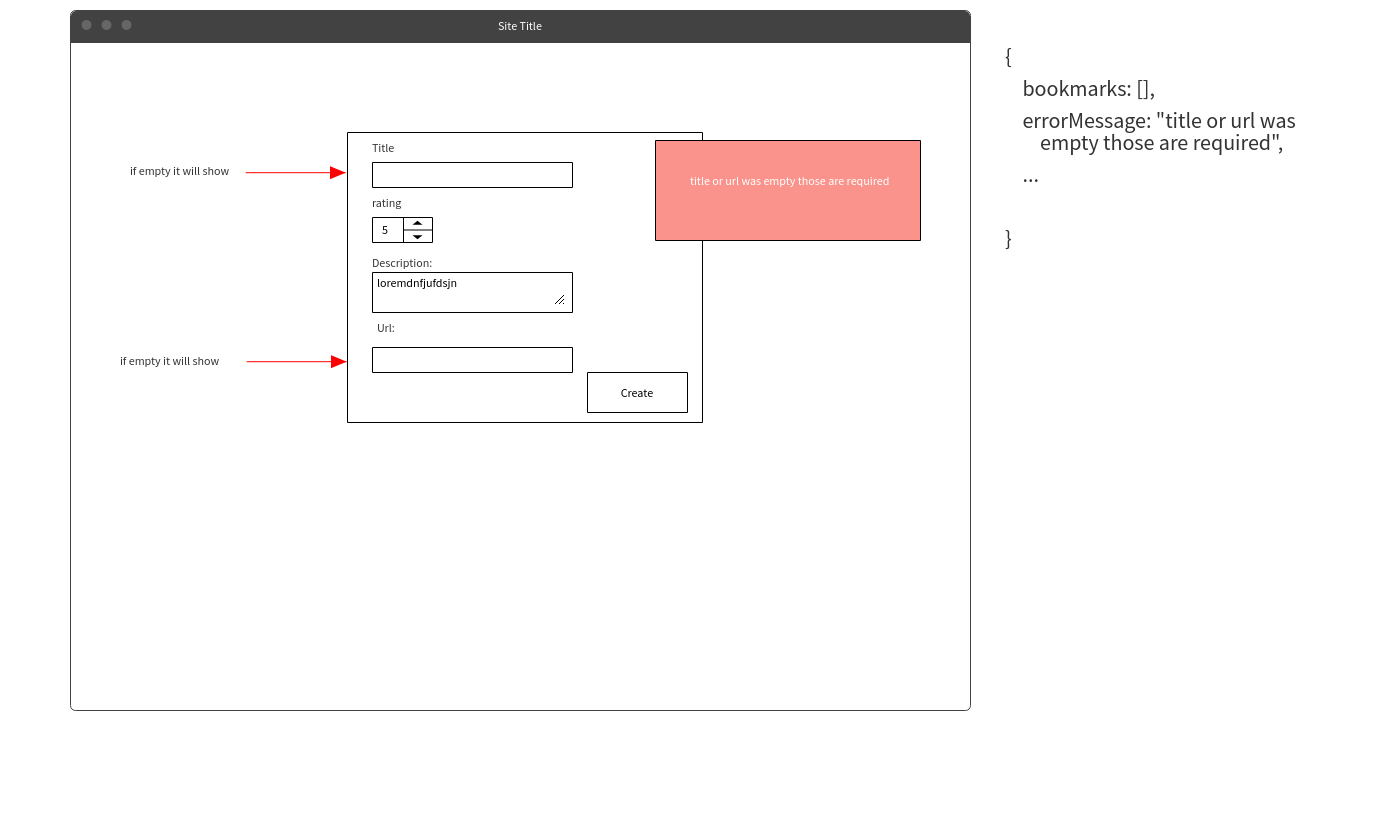 Site Title
if empty it will show
if empty it will show
Title
rating
5
Description:
loremdnfjufdsjn
Url:
Create
title or url was empty those are required
{
bookmarks: [],
errorMessage: "title or url was
empty those are required",
...
}